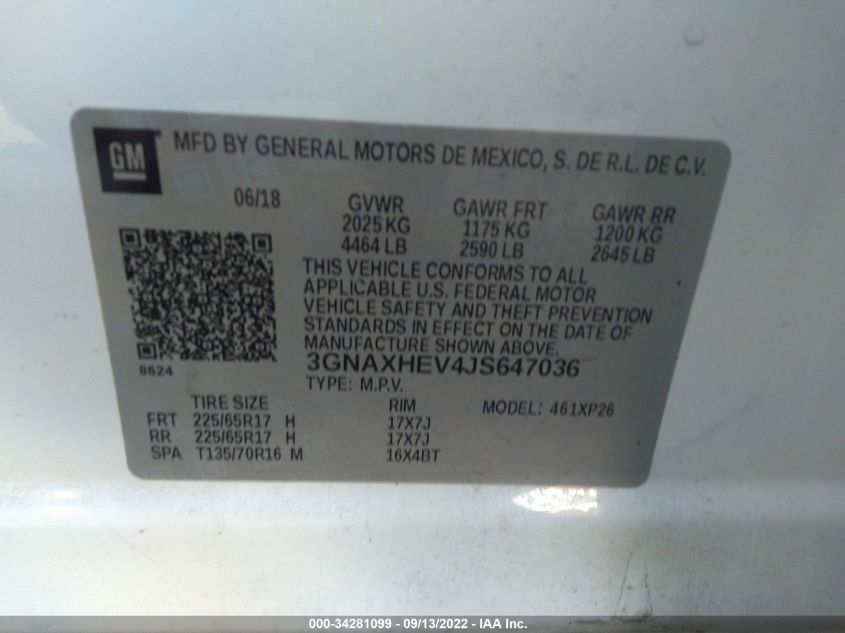 GM
MFD BY GENERAL MOTORS DE MEXICO, S. DE R.L. DE C.V.
06/18 GVWR GAWR FRT GAWR RR
2025 KG 1175 KG 1200 KG
4464 LB 2590 LB 2645 LB
THIS VEHICLE CONFORMS TO ALL
APPLICABLE U.S. FEDERAL MOTOR
VEHICLE SAFETY AND THEFT PREVENTION
STANDARDS IN EFFECT ON THE DATE OF
MANUFACTURE SHOWN ABOVE.
8624
3GNAXHEV4JS647036
TYPE: M.P.V.
TIRE SIZE RIM MODEL: 461XP26
FRT 225/65R17 H 17X7J
RR 225/65R17 H 17X7J
SPA T135/70R16 M 16X4BT
000-34281099 - 09/13/2022 - IAA Inc.